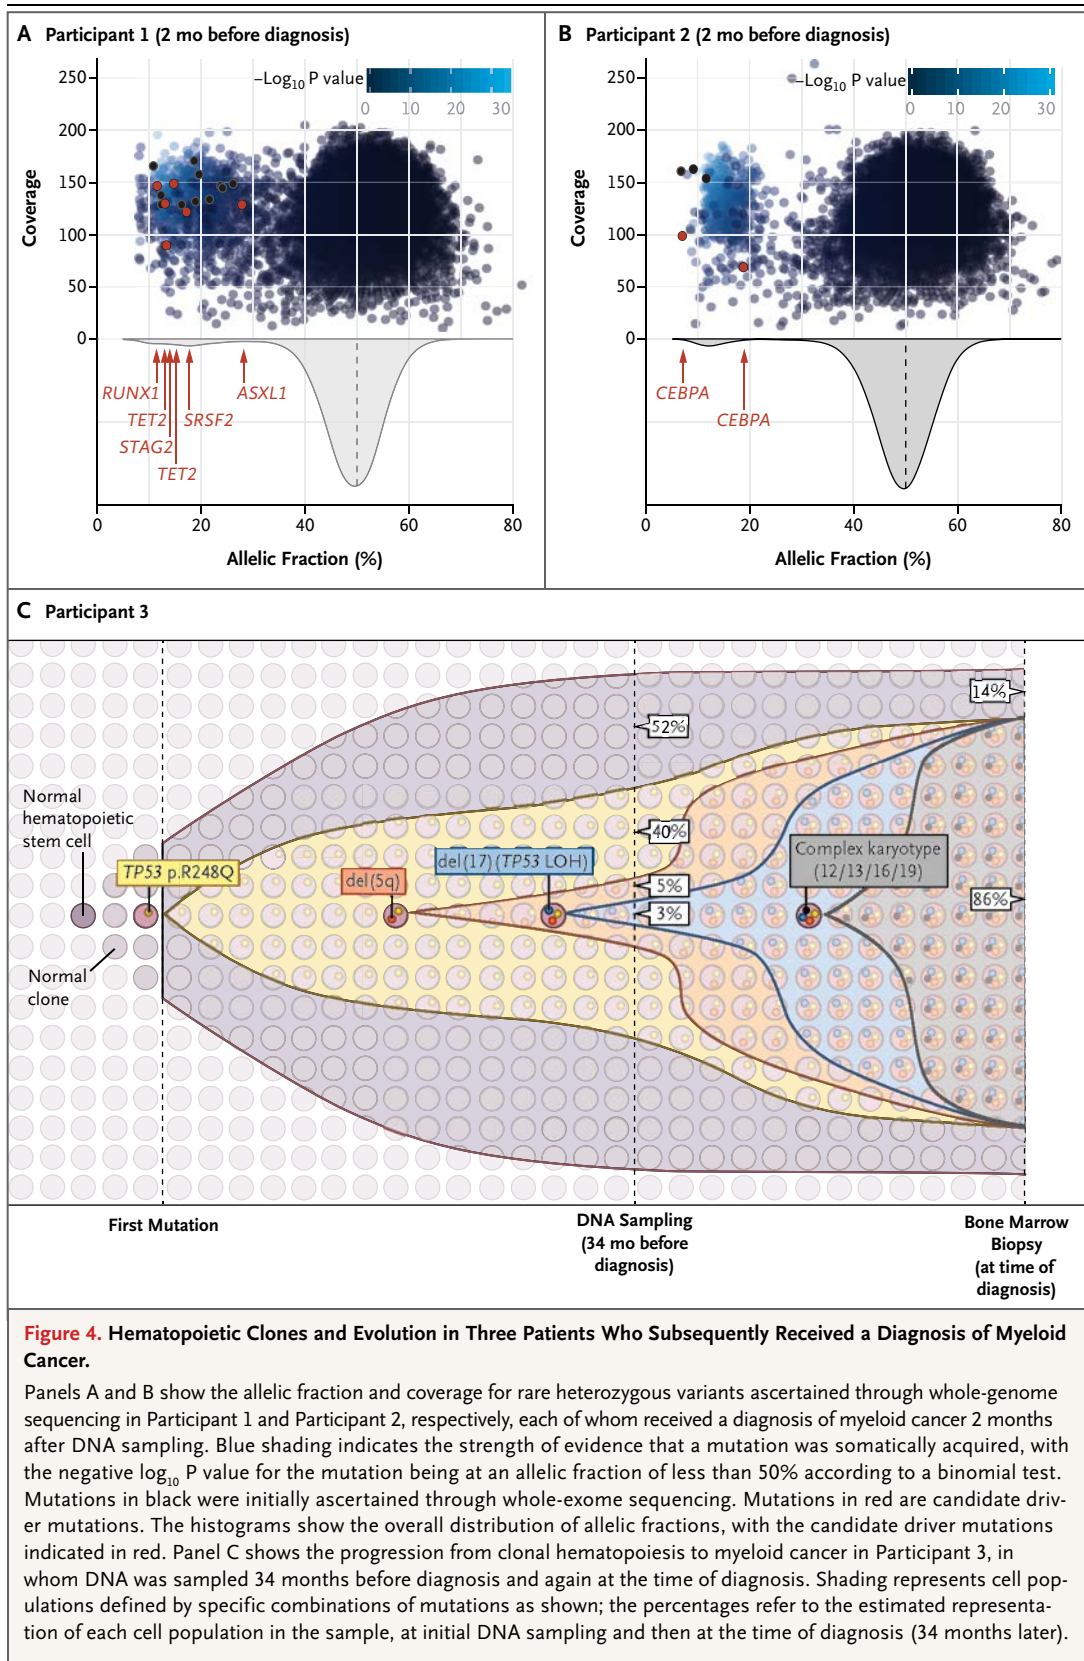 A Participant 1 (2 mo before diagnosis)
–Log10 P value
0 10 20 30
250
200
150
100
50
0
Coverage
RUNX1
ASXL1
TET2
SRSF2
STAG2
TET2
0 20 40 60 80
Allelic Fraction (%)
B Participant 2 (2 mo before diagnosis)
–Log10 P value
0 10 20 30
250
200
150
100
50
0
Coverage
CEBPA
CEBPA
0 20 40 60 80
Allelic Fraction (%)
C Participant 3
14%
52%
Normal
hematopoietic
stem cell
40%
Complex karyotype
(12/13/16/19)
del(17) (TP53 LOH)
TP53 p.R248Q
del(5q)
5%
86%
3%
Normal
clone
First Mutation
DNA Sampling
(34 mo before
diagnosis)
Bone Marrow
Biopsy
(at time of
diagnosis)
Figure 4. Hematopoietic Clones and Evolution in Three Patients Who Subsequently Received a Diagnosis of Myeloid
Cancer.
Panels A and B show the allelic fraction and coverage for rare heterozygous variants ascertained through whole-genome
sequencing in Participant 1 and Participant 2, respectively, each of whom received a diagnosis of myeloid cancer 2 months
after DNA sampling. Blue shading indicates the strength of evidence that a mutation was somatically acquired, with
the negative log10 P value for the mutation being at an allelic fraction of less than 50% according to a binomial test.
Mutations in black were initially ascertained through whole-exome sequencing. Mutations in red are candidate driv-
er mutations. The histograms show the overall distribution of allelic fractions, with the candidate driver mutations
indicated in red. Panel C shows the progression from clonal hematopoiesis to myeloid cancer in Participant 3, in
whom DNA was sampled 34 months before diagnosis and again at the time of diagnosis. Shading represents cell pop-
ulations defined by specific combinations of mutations as shown; the percentages refer to the estimated representa-
tion of each cell population in the sample, at initial DNA sampling and then at the time of diagnosis (34 months later).